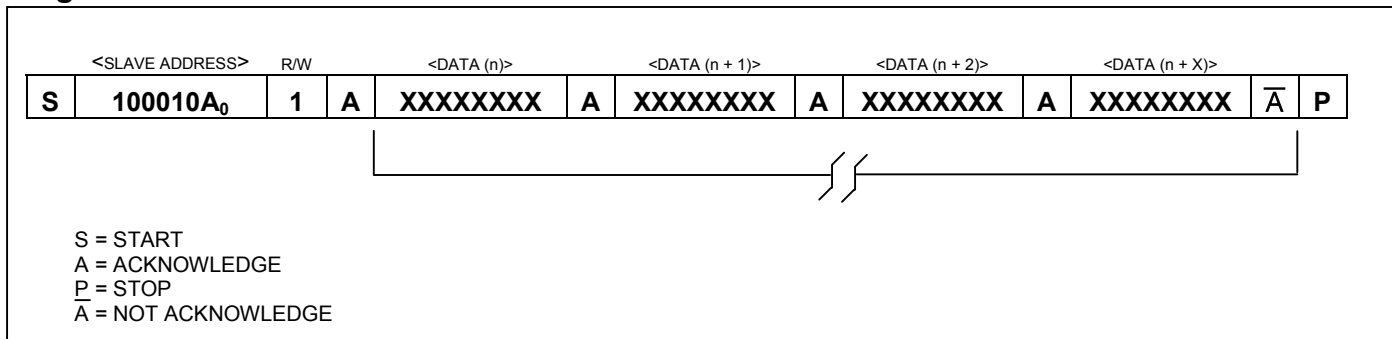 <SLAVE ADDRESS> R/W <DATA (n)> <DATA (n + 1)> <DATA (n + 2)> <DATA (n + X)>
S 100010A₀ 1 A XXXXXXXX A XXXXXXXX A XXXXXXXX A XXXXXXXX A̅ P
S = START
A = ACKNOWLEDGE
P = STOP
A̅ = NOT ACKNOWLEDGE